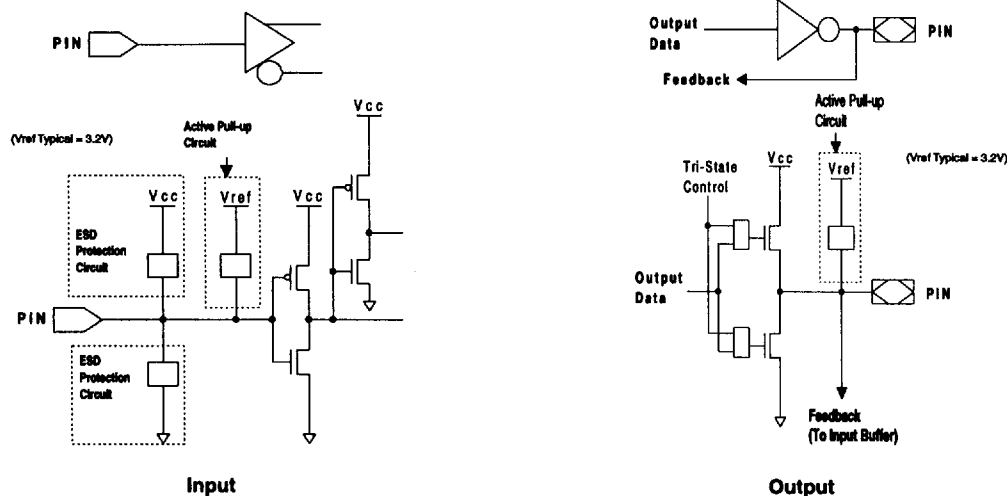 PIN
Vcc
(Vref Typical = 3.2V)
Active Pull-up
Circuit
Vcc
Vref
Vcc
ESD
Protection
Circuit
PIN
ESD
Protection
Circuit
Input
Output
Data
PIN
Feedback
Active Pull-up
Circuit
(Vref Typical = 3.2V)
Tri-State
Control
Vcc
Vref
Output
Data
PIN
Feedback
(To Input Buffer)
Output